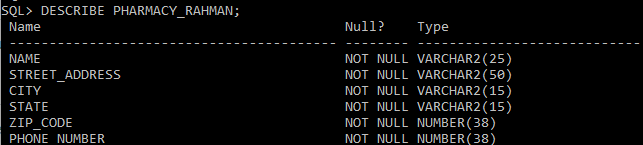 SQL> DESCRIBE PHARMACY_RAHMAN;
Name Null? Type
----------------------------------------- -------- ----------------------------
NAME NOT NULL VARCHAR2(25)
STREET_ADDRESS NOT NULL VARCHAR2(50)
CITY NOT NULL VARCHAR2(15)
STATE NOT NULL VARCHAR2(15)
ZIP_CODE NOT NULL NUMBER(38)
PHONE_NUMBER NOT NULL NUMBER(38)